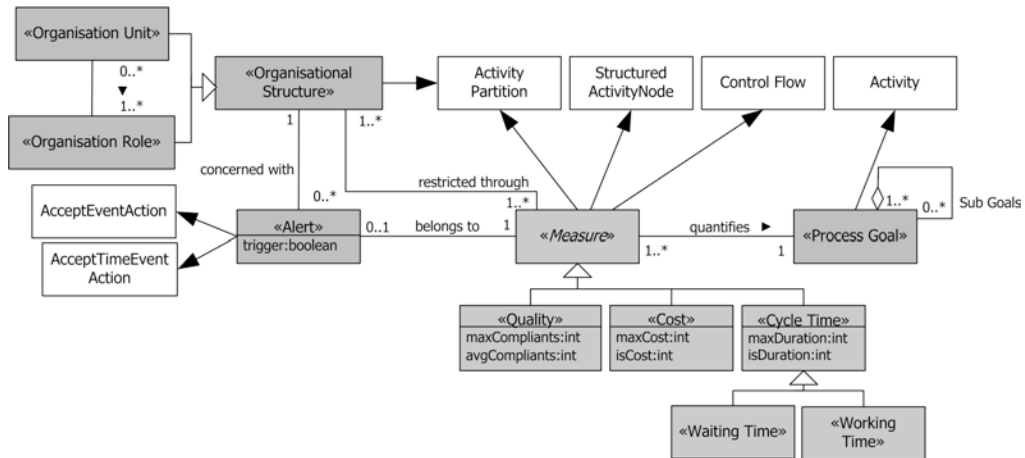 «Organisation Unit»
0..*
▼
1..*
«Organisation Role»
«Organisational
Structure»
Activity
Partition
Structured
ActivityNode
Control Flow
Activity
1
1..*
concerned with
restricted through
0..*
1..*
AcceptEventAction
AcceptTimeEvent
Action
«Alert»
trigger:boolean
0..1
belongs to
1
«Measure»
1..*
quantifies ►
1
«Process Goal»
1..*
0..*
Sub Goals
«Quality»
maxCompliants:int
avgCompliants:int
«Cost»
maxCost:int
isCost:int
«Cycle Time»
maxDuration:int
isDuration:int
«Waiting Time»
«Working
Time»